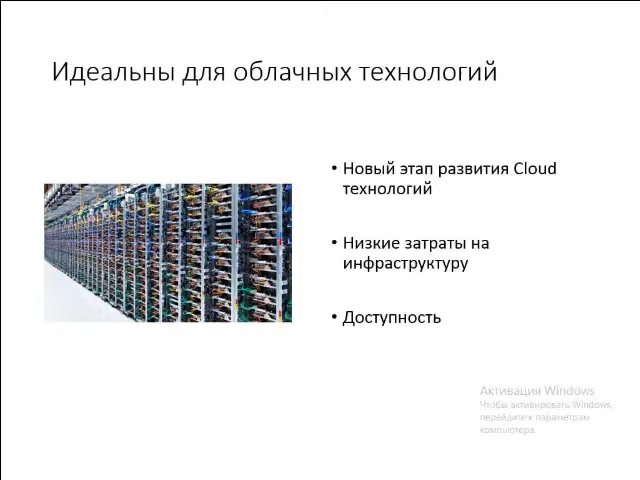 Идеальны для облачных технологий
• Новый этап развития Cloud
технологий
• Низкие затраты на
инфраструктуру
• Доступность
Активация Windows
Чтобы активировать Windows,
перейдите к параметрам
компьютера.